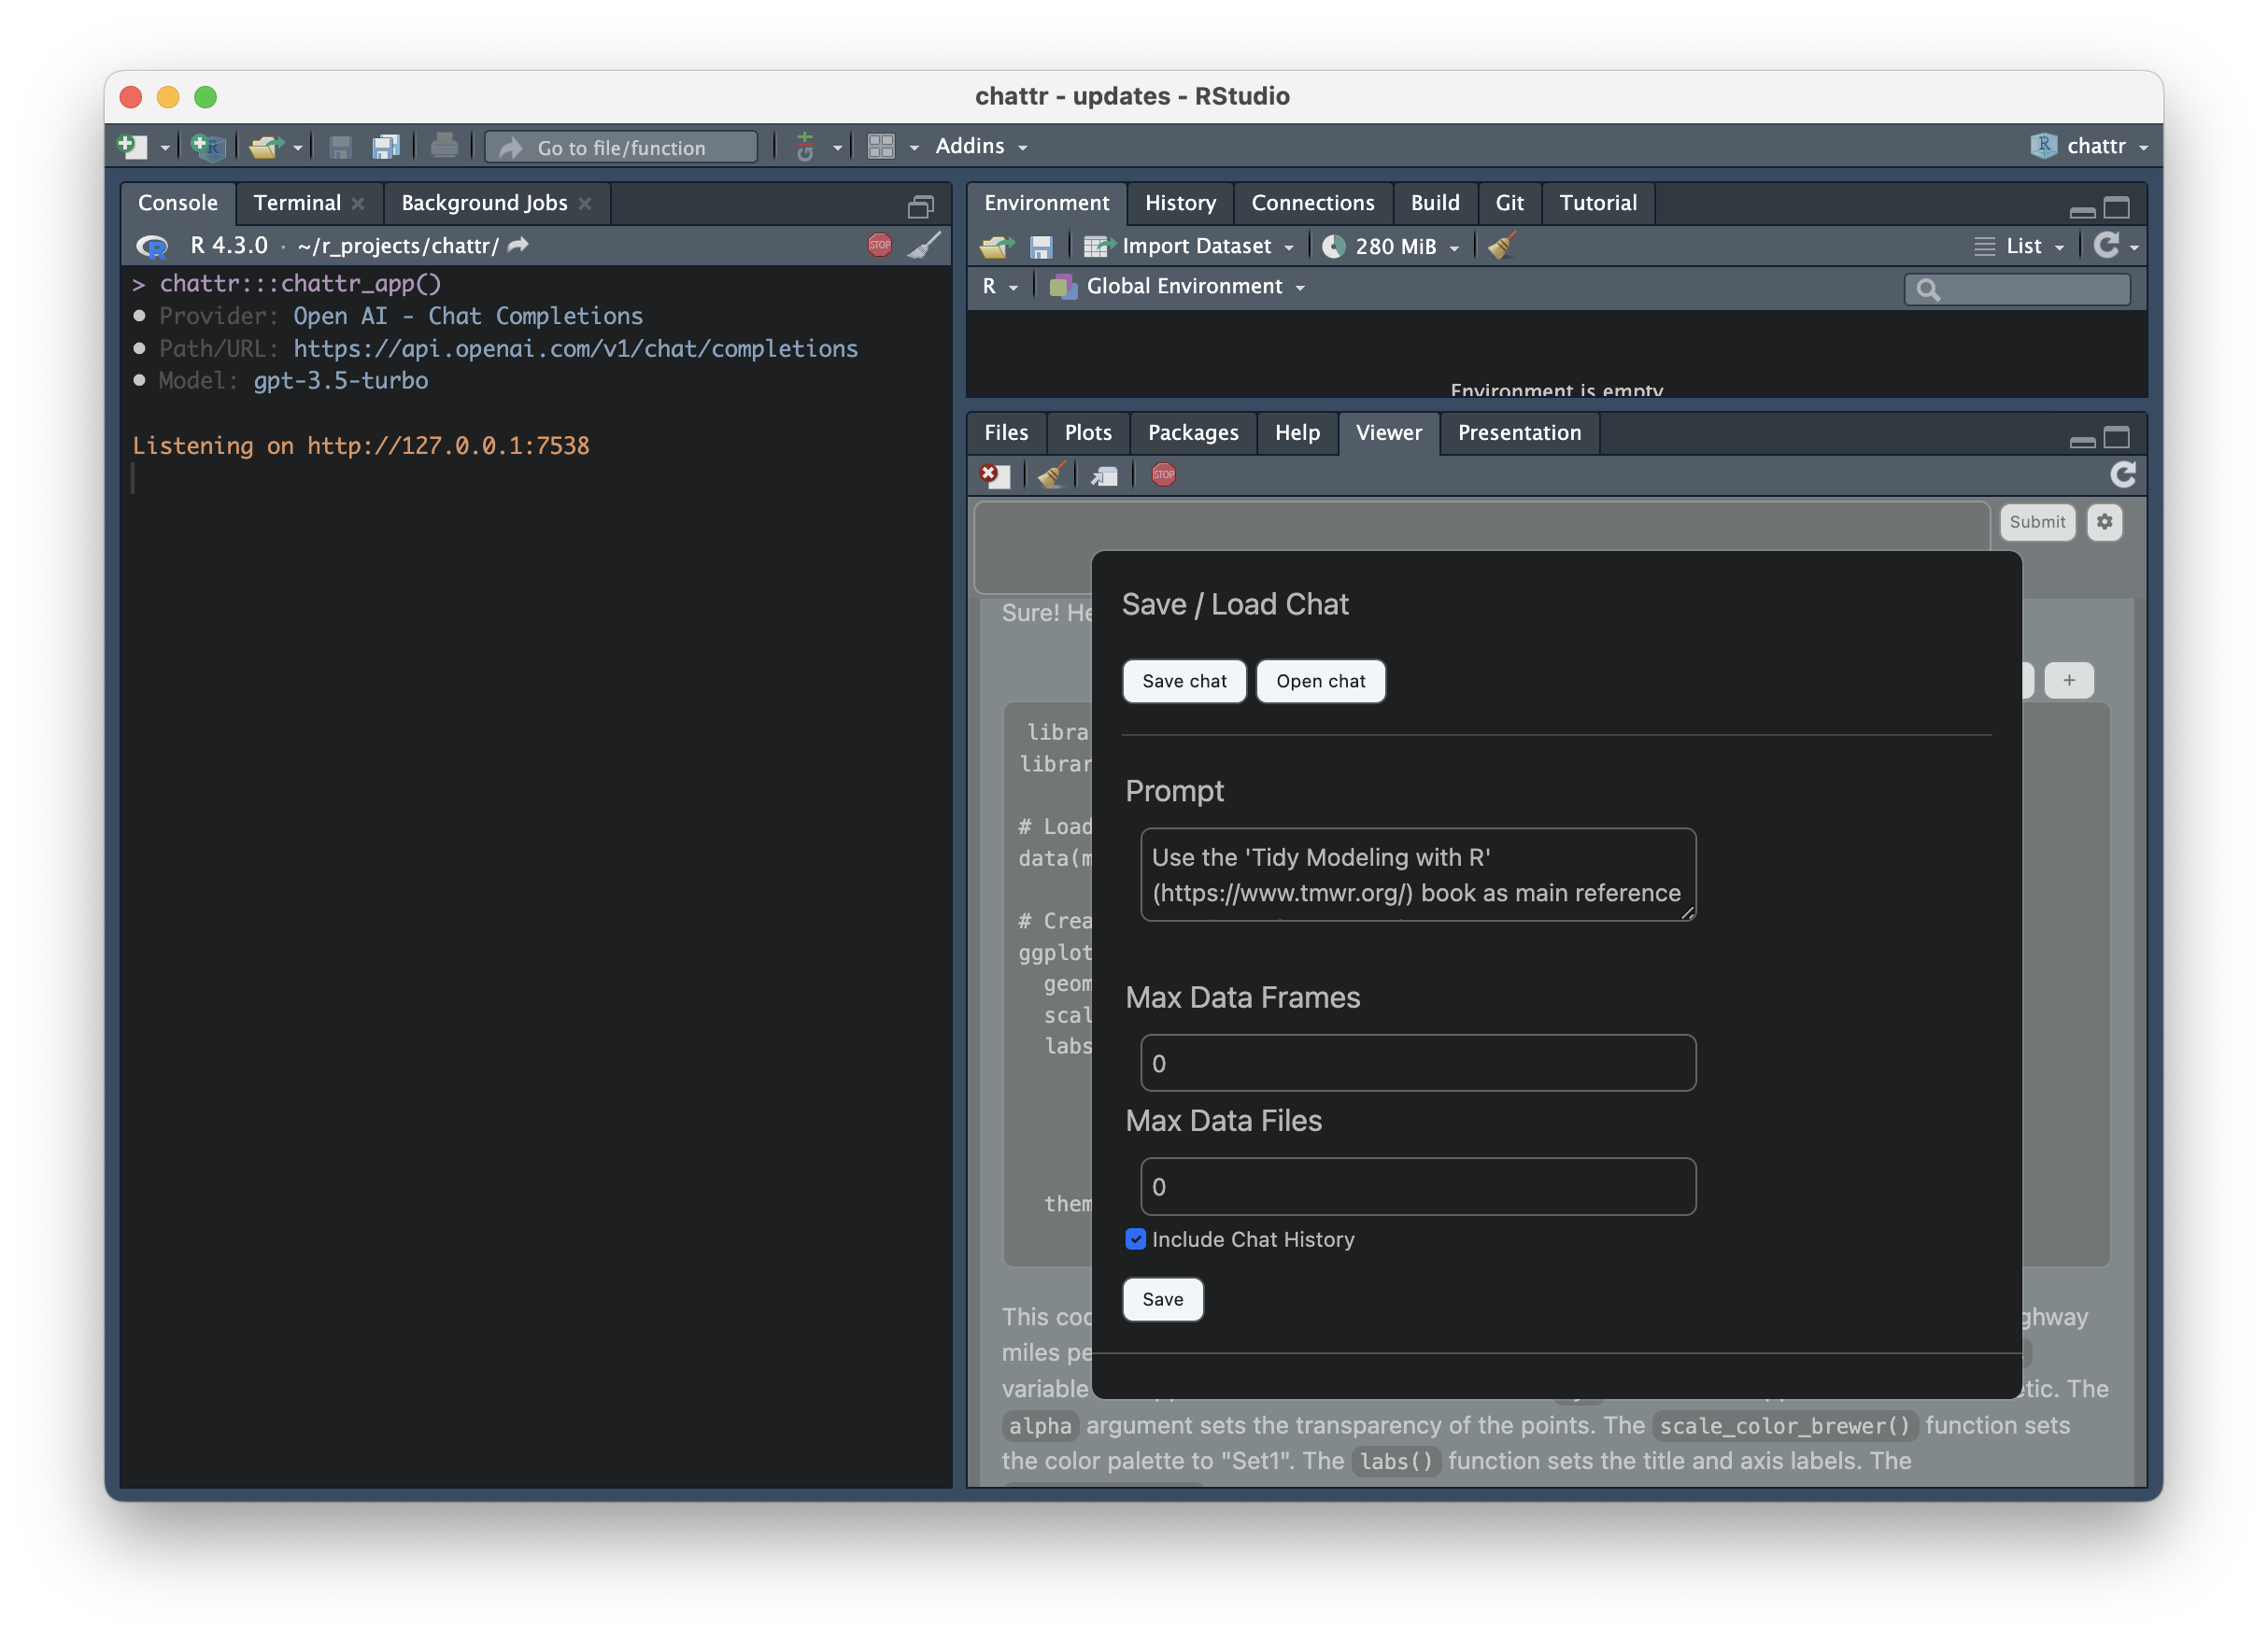 chattr - updates - RStudio
Go to file/function
Git
Addins
chattr
Console
Terminal
Background Jobs
R 4.3.0 · ~/r_projects/chattr/
STOP
> chattr:::chattr_app()
● Provider: Open AI - Chat Completions
● Path/URL: https://api.openai.com/v1/chat/completions
● Model: gpt-3.5-turbo
Listening on http://127.0.0.1:7538
Environment
History
Connections
Build
Git
Tutorial
Import Dataset
280 MiB
List
R
Global Environment
Environment is empty
Files
Plots
Packages
Help
Viewer
Presentation
STOP
Submit
Sure! He
+
libra
librar
# Load
data(m
# Crea
ggplot
geom
scal
labs
them
Save / Load Chat
Save chat
Open chat
Prompt
Use the 'Tidy Modeling with R'
(https://www.tmwr.org/) book as main reference
Max Data Frames
0
Max Data Files
0
Include Chat History
Save
This cod ghway
miles pe
variable etic. The
alpha argument sets the transparency of the points. The scale_color_brewer() function sets
the color palette to "Set1". The labs() function sets the title and axis labels. The